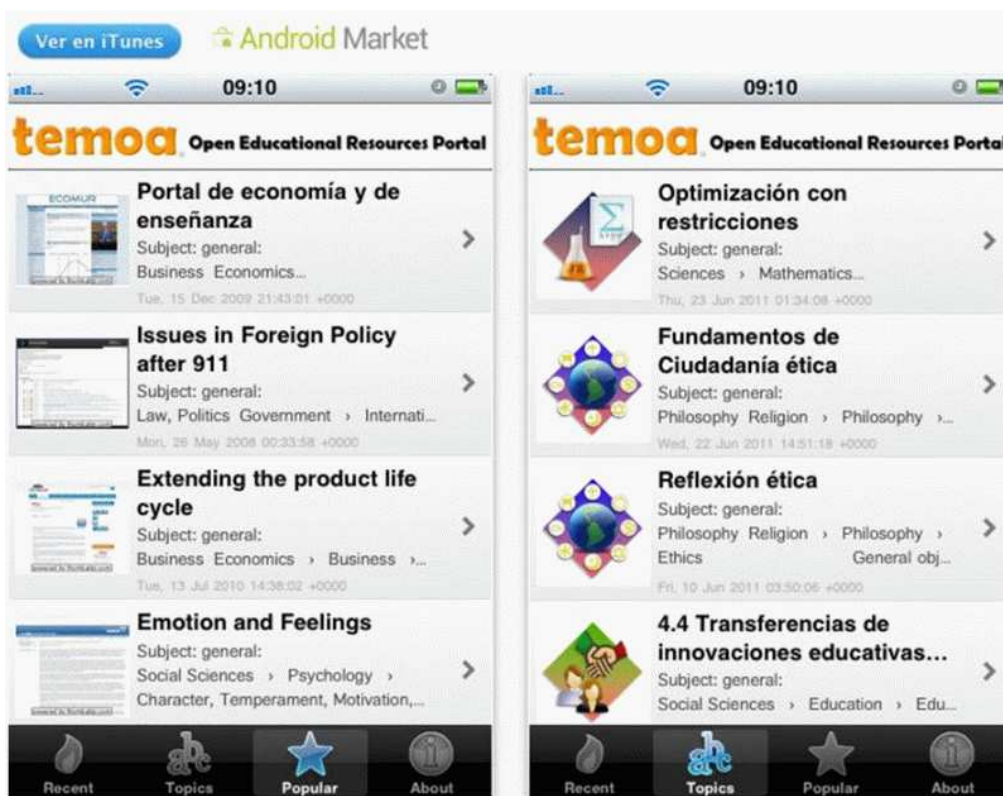 Ver en iTunes
Android Market
09:10
temoa Open Educational Resources Portal
Portal de economía y de
enseñanza
Subject: general:
Business Economics...
Tue, 15 Dec 2009 21:43:01 +0000
Issues in Foreign Policy
after 911
Subject: general:
Law, Politics Government › Internati...
Mon, 26 May 2008 00:33:58 +0000
Extending the product life
cycle
Subject: general:
Business Economics › Business ›...
Tue, 13 Jul 2010 14:38:02 +0000
Emotion and Feelings
Subject: general:
Social Sciences › Psychology ›
Character, Temperament, Motivation,...
Recent Topics Popular About
09:10
temoa Open Educational Resources Portal
Optimización con
restricciones
Subject: general:
Sciences › Mathematics...
Thu, 23 Jun 2011 01:34:08 +0000
Fundamentos de
Ciudadanía ética
Subject: general:
Philosophy Religion › Philosophy ›...
Wed, 22 Jun 2011 14:51:18 +0000
Reflexión ética
Subject: general:
Philosophy Religion › Philosophy ›
Ethics General obj...
Fri, 10 Jun 2011 03:50:06 +0000
4.4 Transferencias de
innovaciones educativas...
Subject: general:
Social Sciences › Education › Edu...
Recent Topics Popular About